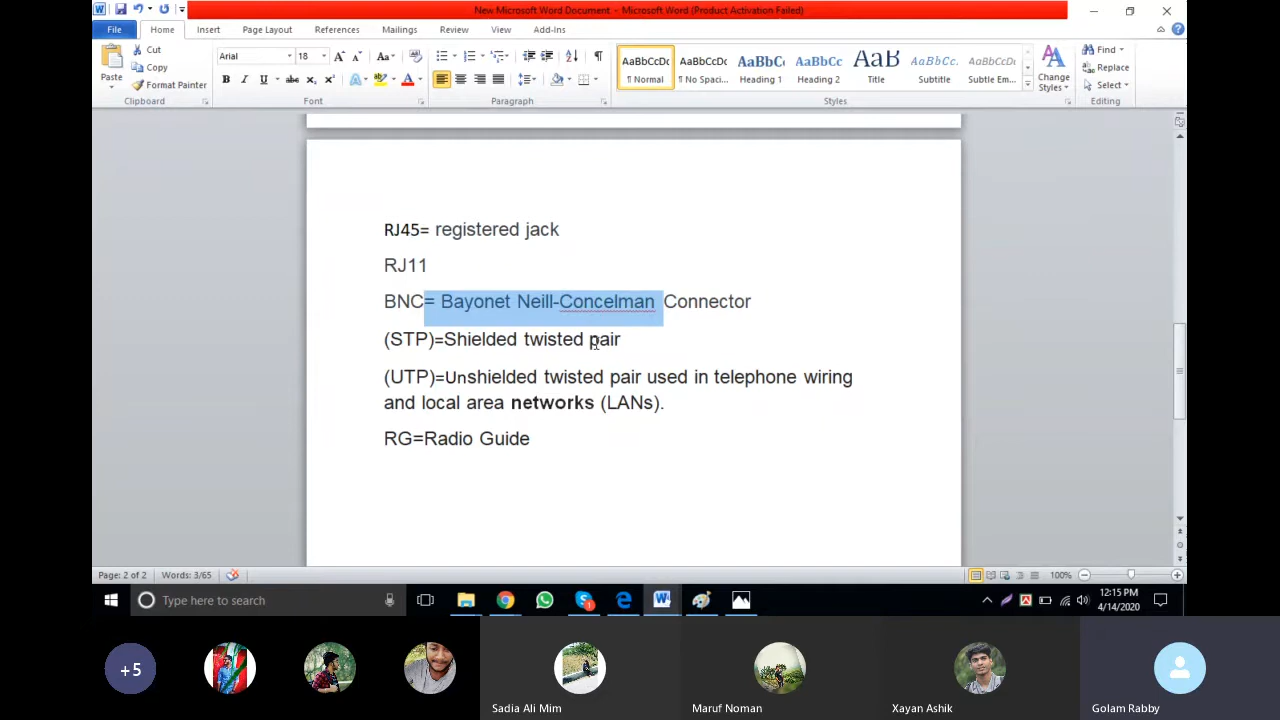 New Microsoft Word Document - Microsoft Word (Product Activation Failed)
File Home Insert Page Layout References Mailings Review View Add-Ins
Paste Cut Copy Format Painter Clipboard
Arial 18 Font
Paragraph
AaBbCcDc AaBbCcDc AaBbC AaBbCc AaB AaBbCc. AaBbCcDc
¶ Normal ¶ No Spaci... Heading 1 Heading 2 Title Subtitle Subtle Em...
Change Styles Styles
Find Replace Select Editing
RJ45= registered jack
RJ11
BNC= Bayonet Neill-Concelman Connector
(STP)=Shielded twisted pair
(UTP)=Unshielded twisted pair used in telephone wiring
and local area networks (LANs).
RG=Radio Guide
Page: 2 of 2 Words: 3/65 100%
Type here to search
12:15 PM
4/14/2020
+5
Sadia Ali Mim Maruf Noman Xayan Ashik Golam Rabby